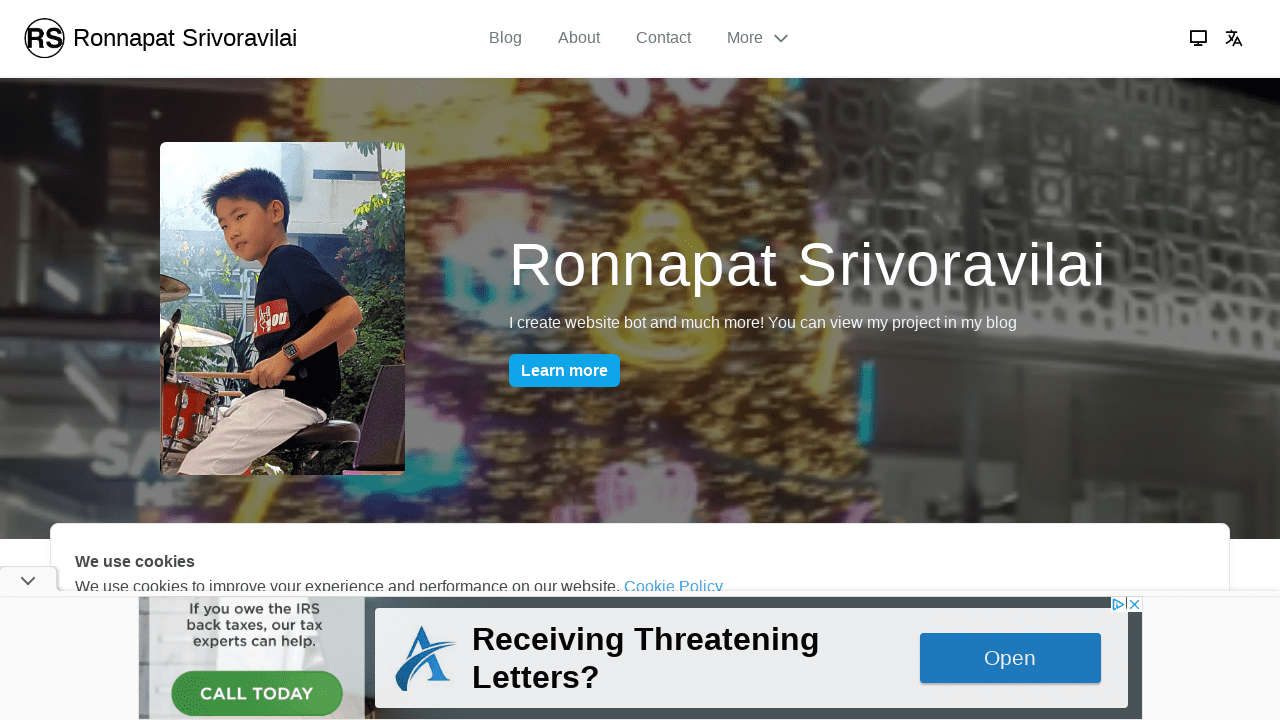 RS Ronnapat Srivoravilai Blog About Contact More
Ronnapat Srivoravilai
I create website bot and much more! You can view my project in my blog
Learn more
We use cookies
We use cookies to improve your experience and performance on our website. Cookie Policy
If you owe the IRS
back taxes, our tax
experts can help.
CALL TODAY
Receiving Threatening
Letters?
Open